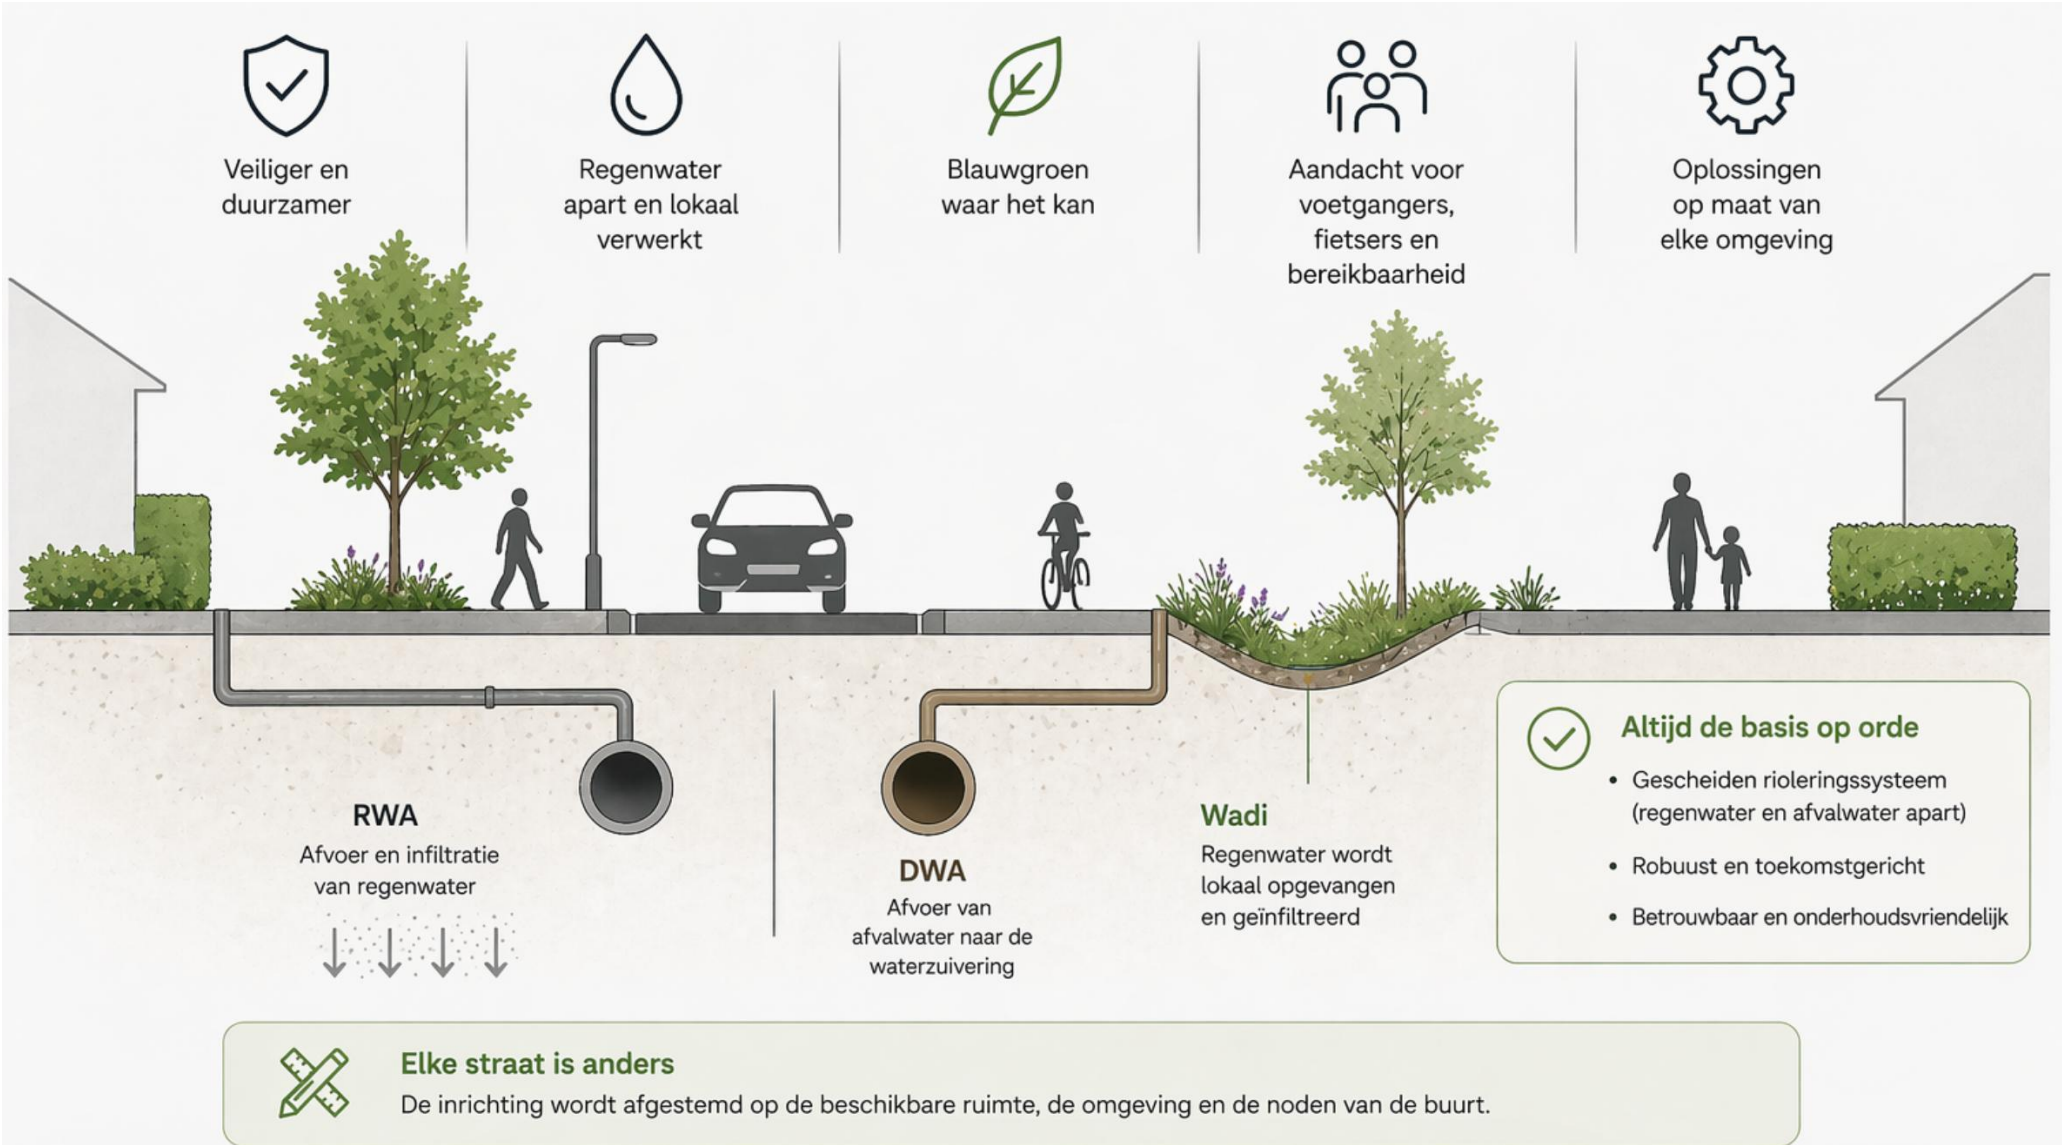 Veiliger en
duurzamer
Regenwater
apart en lokaal
verwerkt
Blauwgroen
waar het kan
Aandacht voor
voetgangers,
fietsers en
bereikbaarheid
Oplossingen
op maat van
elke omgeving
RWA
Afvoer en infiltratie
van regenwater
DWA
Afvoer van
afvalwater naar de
waterzuivering
Wadi
Regenwater wordt
lokaal opgevangen
en geïnfiltreerd
Altijd de basis op orde
• Gescheiden rioleringssysteem
(regenwater en afvalwater apart)
• Robuust en toekomstgericht
• Betrouwbaar en onderhoudsvriendelijk
Elke straat is anders
De inrichting wordt afgestemd op de beschikbare ruimte, de omgeving en de noden van de buurt.